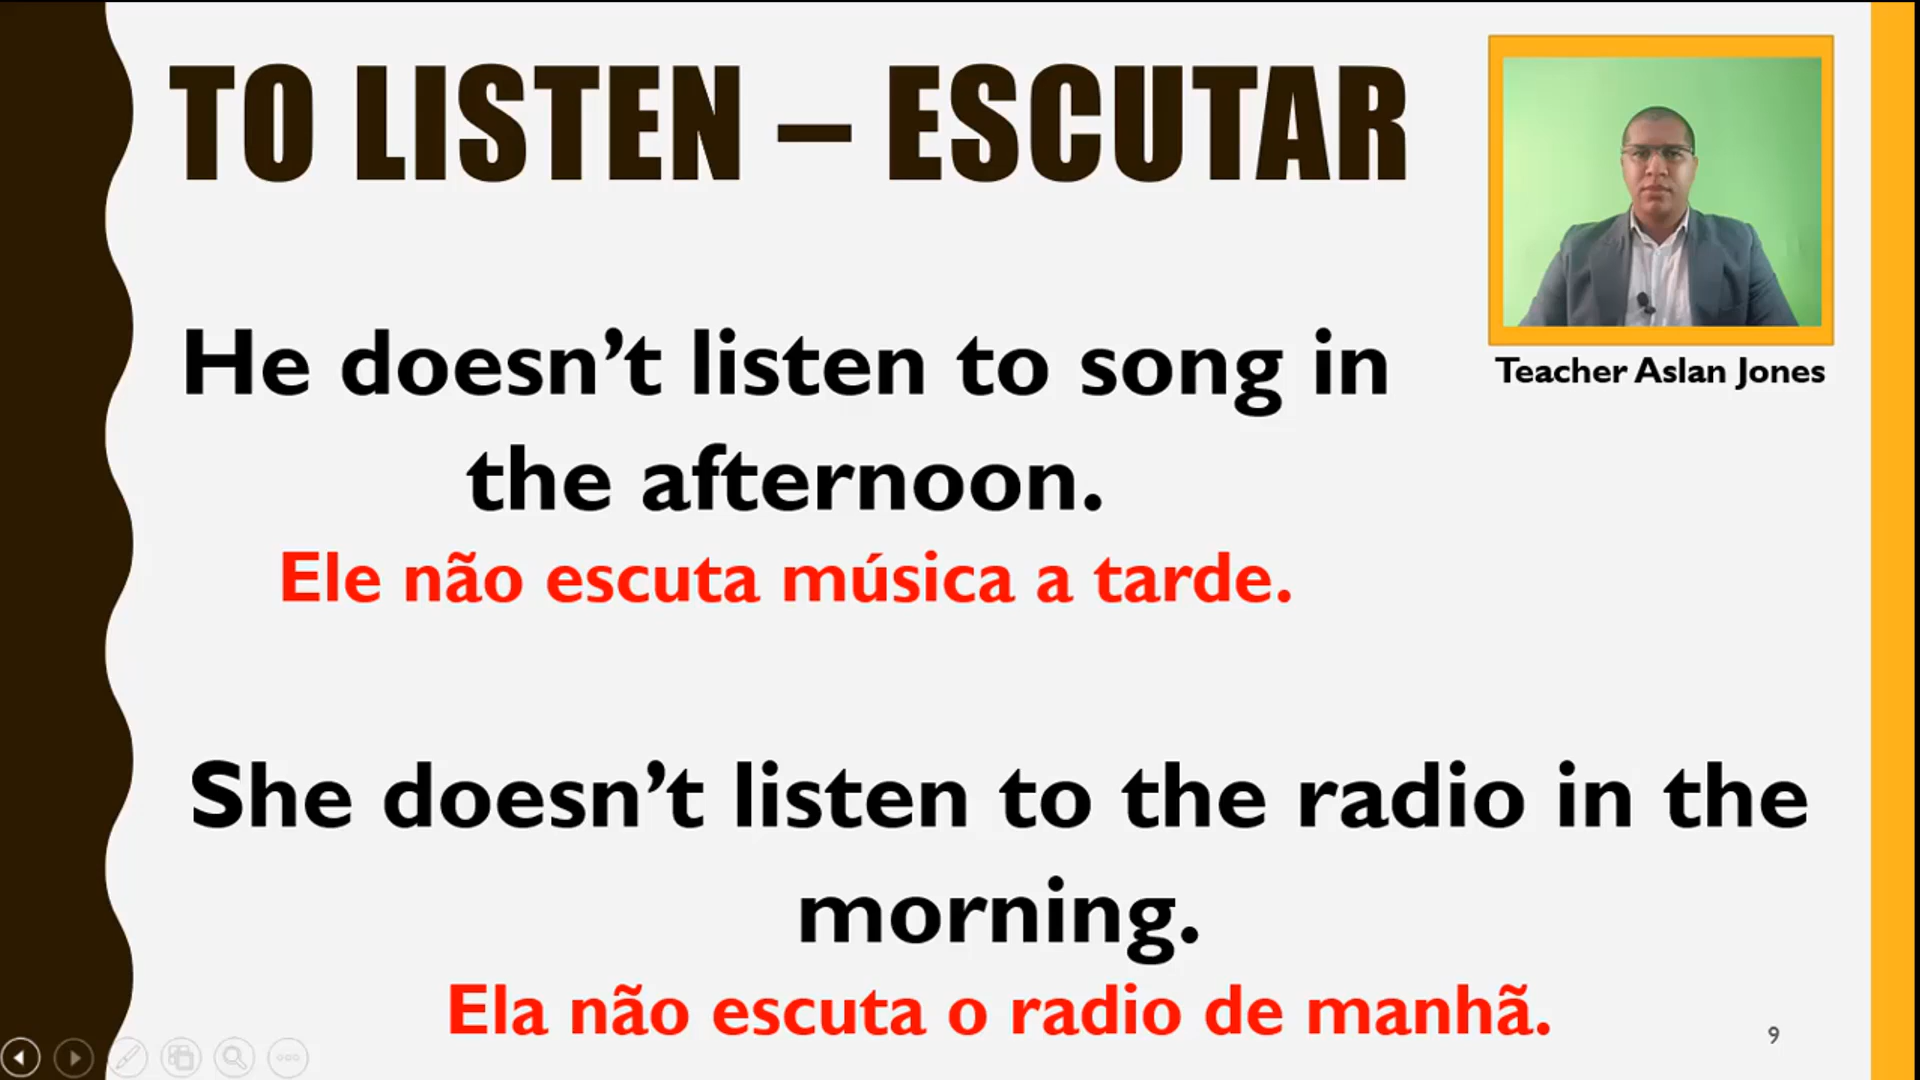 TO LISTEN – ESCUTAR
Teacher Aslan Jones
He doesn’t listen to song in
the afternoon.
Ele não escuta música a tarde.
She doesn’t listen to the radio in the
morning.
Ela não escuta o radio de manhã.
9